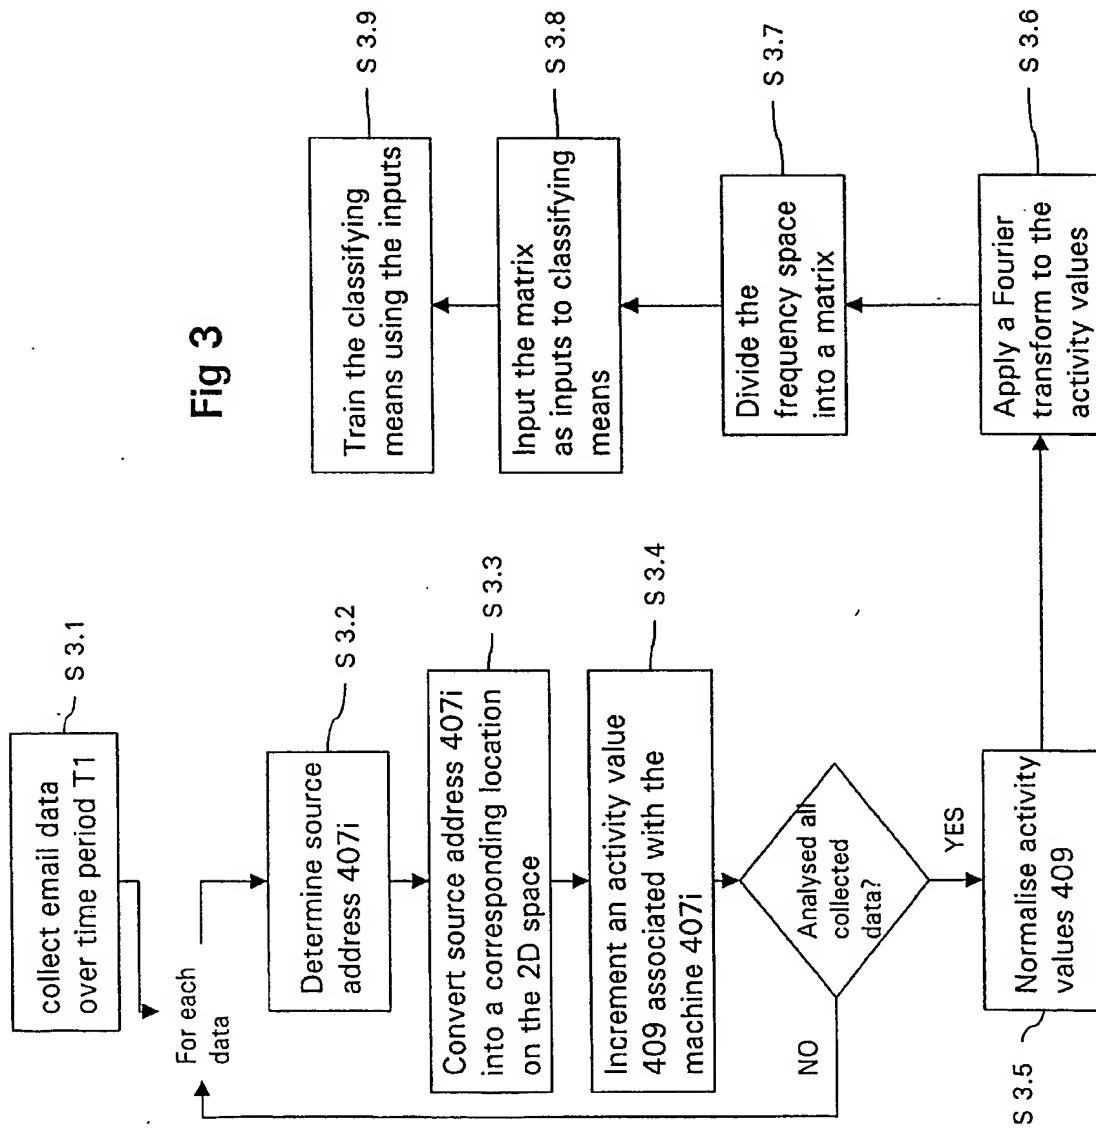 Fig 3
collect email data
over time period T1
S 3.1
For each
data
Determine source
address 407i
S 3.2
Convert source address 407i
into a corresponding location
on the 2D space
S 3.3
Increment an activity value
409 associated with the
machine 407i
S 3.4
Analysed all
collected
data?
NO
YES
Normalise activity
values 409
S 3.5
Apply a Fourier
transform to the
activity values
S 3.6
Divide the
frequency space
into a matrix
S 3.7
Input the matrix
as inputs to classifying
means
S 3.8
Train the classifying
means using the inputs
S 3.9